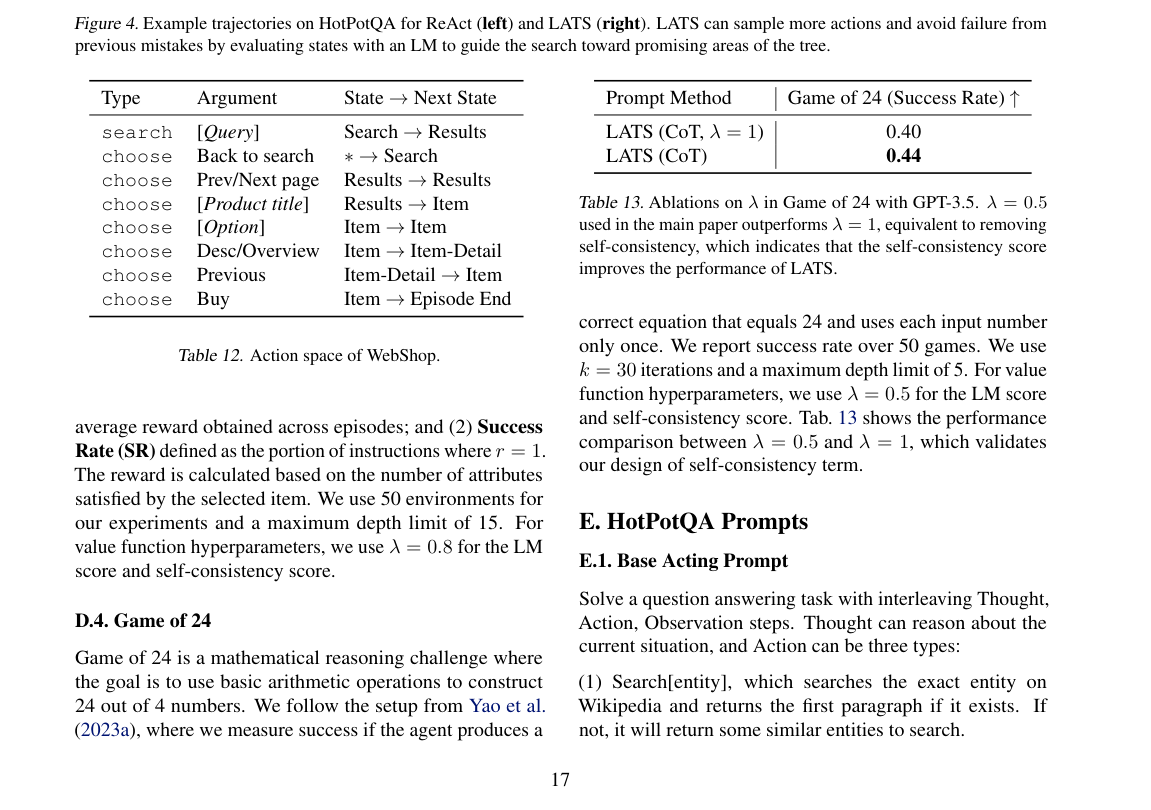 Figure 4. Example trajectories on HotPotQA for ReAct (left) and LATS (right). LATS can sample more actions and avoid failure from
previous mistakes by evaluating states with an LM to guide the search toward promising areas of the tree.
Type Argument State → Next State
search [Query] Search → Results
choose Back to search ∗ → Search
choose Prev/Next page Results → Results
choose [Product title] Results → Item
choose [Option] Item → Item
choose Desc/Overview Item → Item-Detail
choose Previous Item-Detail → Item
choose Buy Item → Episode End
Table 12. Action space of WebShop.
average reward obtained across episodes; and (2) Success
Rate (SR) defined as the portion of instructions where r = 1.
The reward is calculated based on the number of attributes
satisfied by the selected item. We use 50 environments for
our experiments and a maximum depth limit of 15. For
value function hyperparameters, we use λ = 0.8 for the LM
score and self-consistency score.
D.4. Game of 24
Game of 24 is a mathematical reasoning challenge where
the goal is to use basic arithmetic operations to construct
24 out of 4 numbers. We follow the setup from Yao et al.
(2023a), where we measure success if the agent produces a
Prompt Method Game of 24 (Success Rate) ↑
LATS (CoT, λ = 1) 0.40
LATS (CoT) 0.44
Table 13. Ablations on λ in Game of 24 with GPT-3.5. λ = 0.5
used in the main paper outperforms λ = 1, equivalent to removing
self-consistency, which indicates that the self-consistency score
improves the performance of LATS.
correct equation that equals 24 and uses each input number
only once. We report success rate over 50 games. We use
k = 30 iterations and a maximum depth limit of 5. For value
function hyperparameters, we use λ = 0.5 for the LM score
and self-consistency score. Tab. 13 shows the performance
comparison between λ = 0.5 and λ = 1, which validates
our design of self-consistency term.
E. HotPotQA Prompts
E.1. Base Acting Prompt
Solve a question answering task with interleaving Thought,
Action, Observation steps. Thought can reason about the
current situation, and Action can be three types:
(1) Search[entity], which searches the exact entity on
Wikipedia and returns the first paragraph if it exists. If
not, it will return some similar entities to search.
17